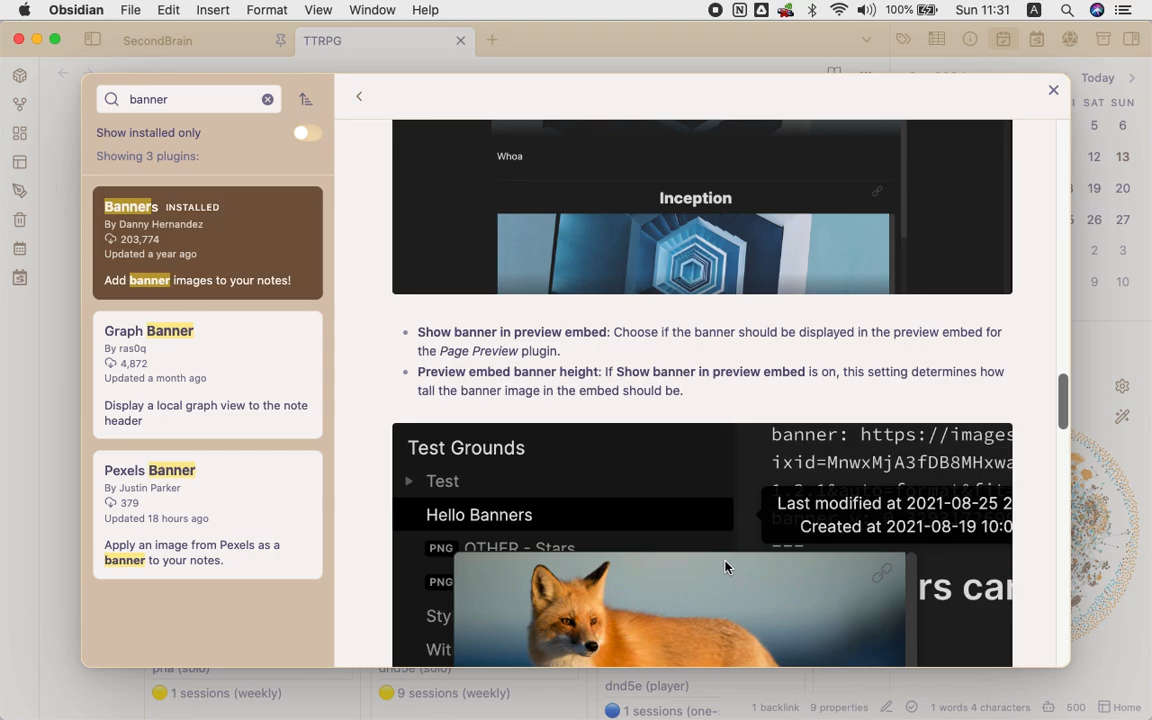 Obsidian File Edit Insert Format View Window Help 100% Sun 11:31 A
SecondBrain TTRPG
Today
banner
Show installed only
Showing 3 plugins:
Banners INSTALLED
By Danny Hernandez
203,774
Updated a year ago
Add banner images to your notes!
Graph Banner
By ras0q
4,872
Updated a month ago
Display a local graph view to the note
header
Pexels Banner
By Justin Parker
379
Updated 18 hours ago
Apply an image from Pexels as a
banner to your notes.
Whoa
Inception
• Show banner in preview embed: Choose if the banner should be displayed in the preview embed for
the Page Preview plugin.
• Preview embed banner height: If Show banner in preview embed is on, this setting determines how
tall the banner image in the embed should be.
Test Grounds
Test
Hello Banners
PNG OTHER - Stars
PNG
Sty
Wit
banner: https://images
ixid=MnwxMjA3fDB8MHxwa
Last modified at 2021-08-25 2
Created at 2021-08-19 10:0
rs car
SAT SUN
5 6
12 13
19 20
26 27
2 3
9 10
(solo)
1 sessions (weekly)
dnd5e (solo)
9 sessions (weekly)
dnd5e (player)
1 sessions (one-
1 backlink 9 properties 1 words 4 characters 500 Home